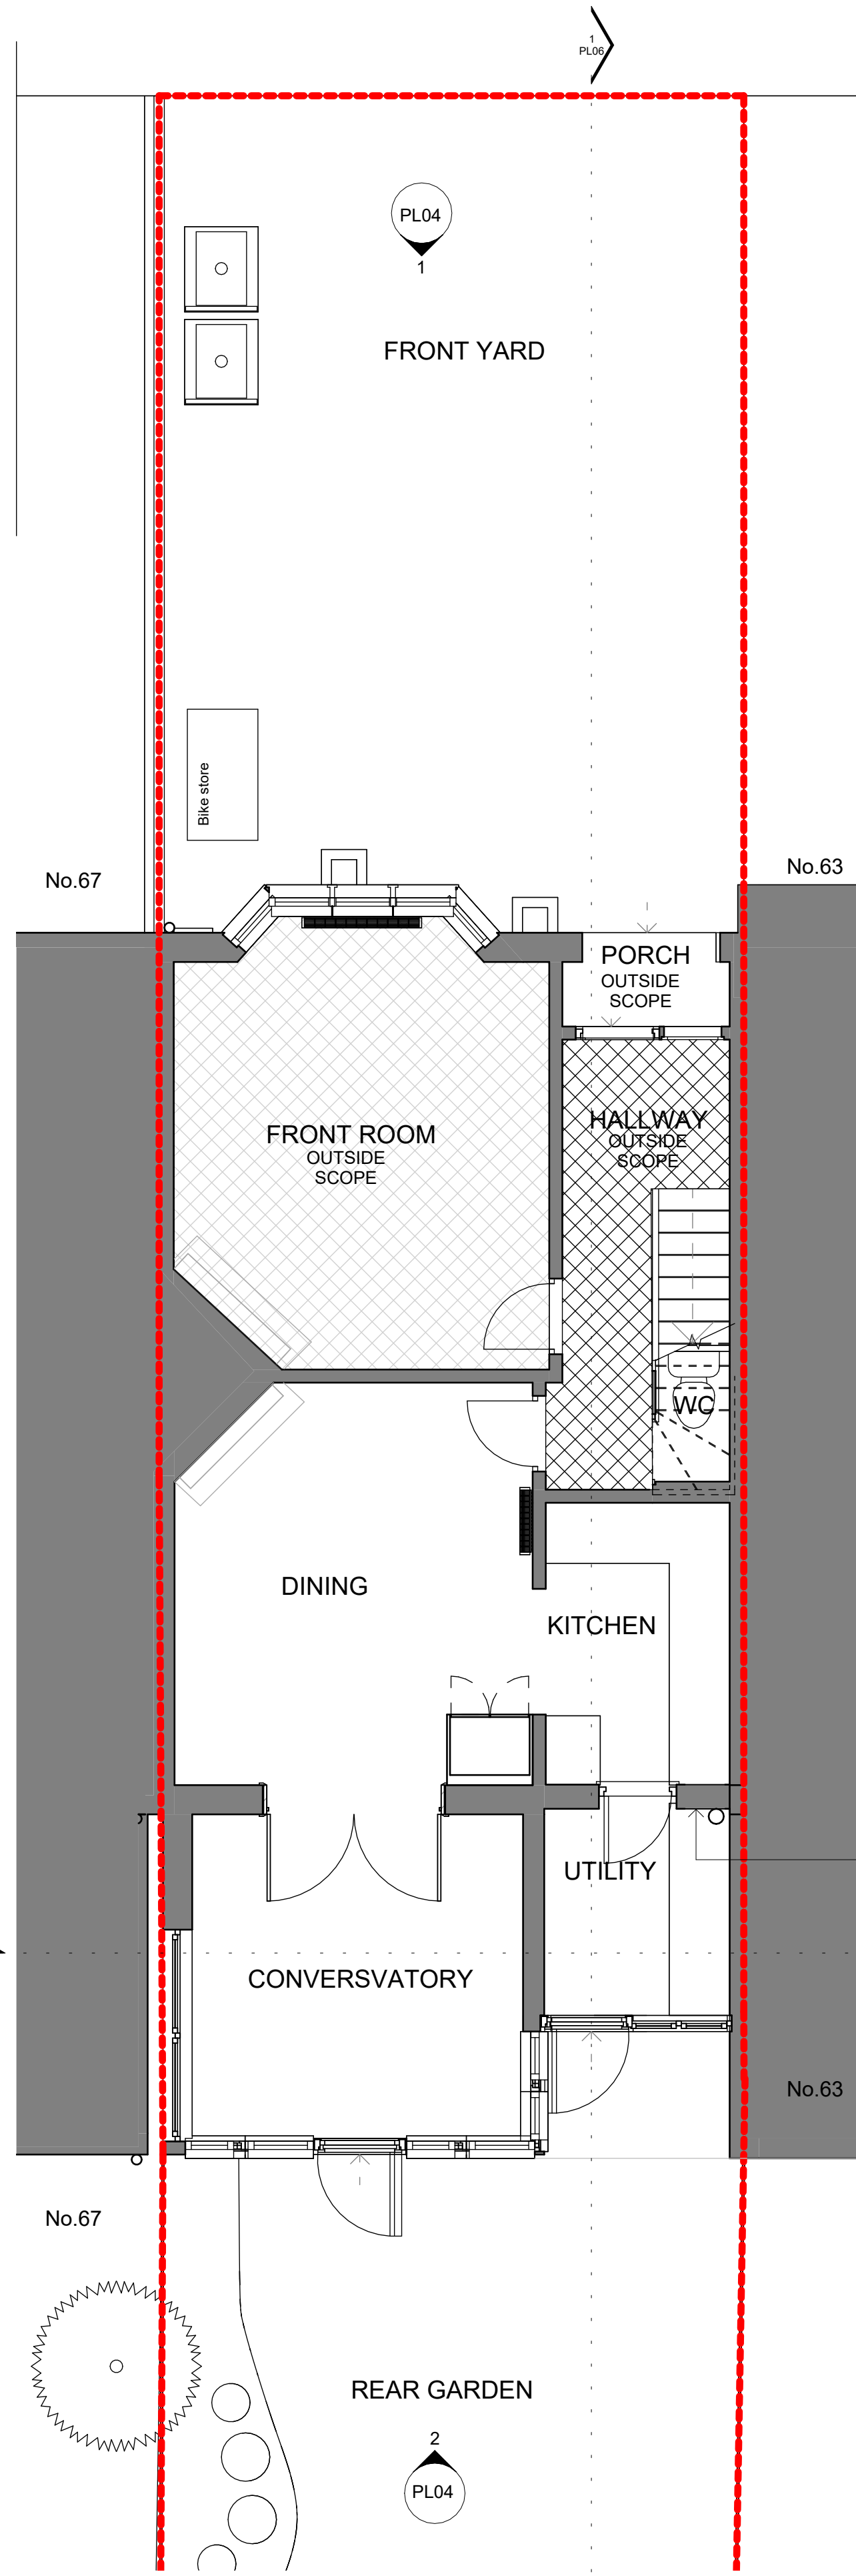 1
PL06
PL04
1
FRONT YARD
Bike store
No.67
No.63
PORCH
OUTSIDE
SCOPE
HALLWAY
OUTSIDE
SCOPE
FRONT ROOM
OUTSIDE
SCOPE
WC
DINING
KITCHEN
UTILITY
CONVERSVATORY
No.63
No.67
REAR GARDEN
2
PL04